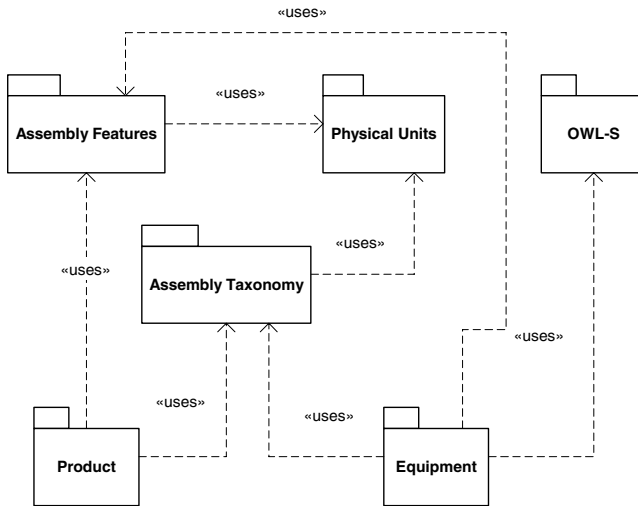 «uses»
«uses»
Assembly Features
Physical Units
OWL-S
«uses»
«uses»
Assembly Taxonomy
«uses»
«uses»
«uses»
Product
Equipment